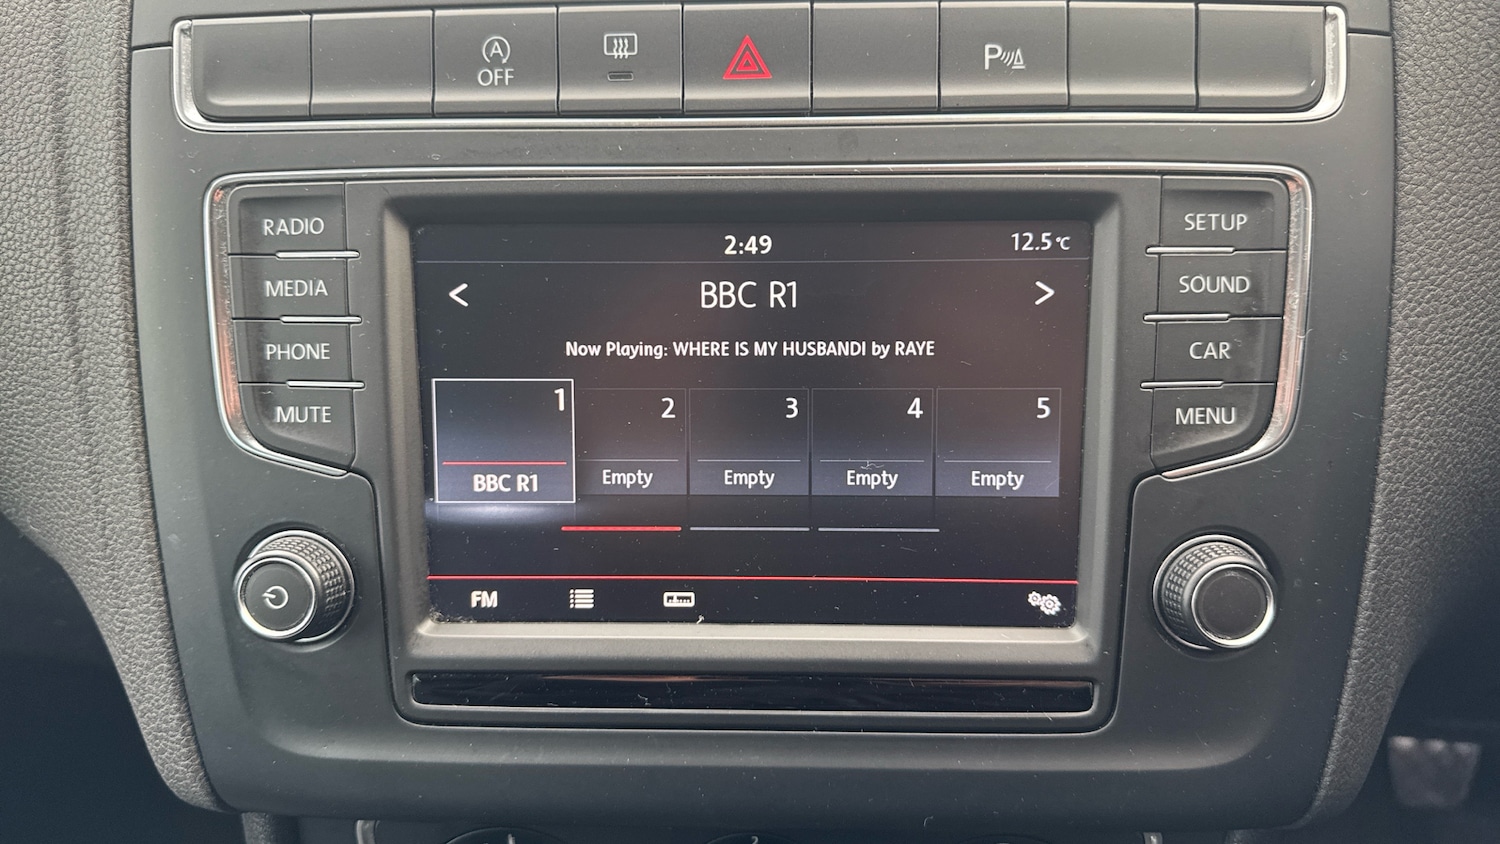 A
OFF
P
RADIO
MEDIA
PHONE
MUTE
2:49
12.5°C
< BBC R1 >
Now Playing: WHERE IS MY HUSBANDI by RAYE
1
2
3
4
5
BBC R1
Empty
Empty
Empty
Empty
FM
SETUP
SOUND
CAR
MENU